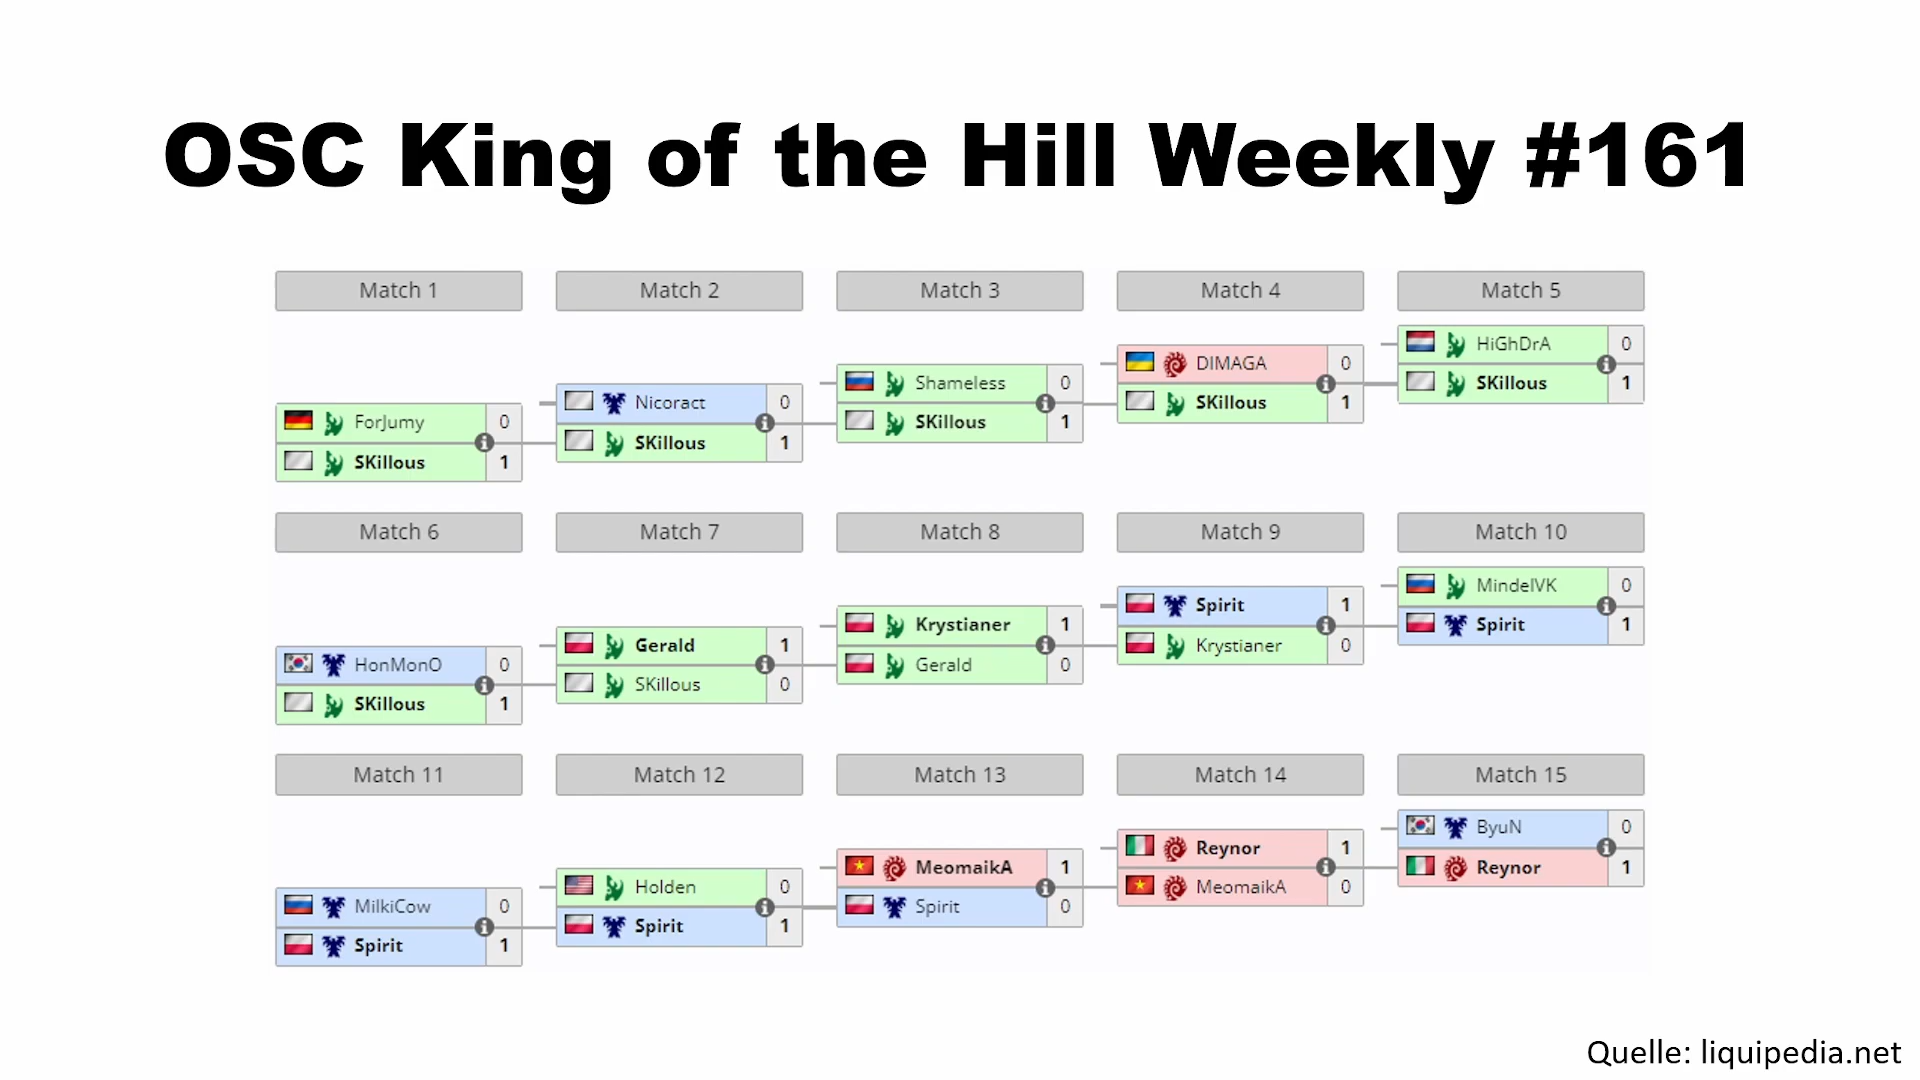 OSC King of the Hill Weekly #161
Match 1
ForJumy 0
SKillous 1
Match 2
Nicoract 0
SKillous 1
Match 3
Shameless 0
SKillous 1
Match 4
DIMAGA 0
SKillous 1
Match 5
HiGhDrA 0
SKillous 1
Match 6
HonMonO 0
SKillous 1
Match 7
Gerald 1
SKillous 0
Match 8
Krystianer 1
Gerald 0
Match 9
Spirit 1
Krystianer 0
Match 10
MindelVK 0
Spirit 1
Match 11
MilkiCow 0
Spirit 1
Match 12
Holden 0
Spirit 1
Match 13
MeomaikA 1
Spirit 0
Match 14
Reynor 1
MeomaikA 0
Match 15
ByuN 0
Reynor 1
Quelle: liquipedia.net